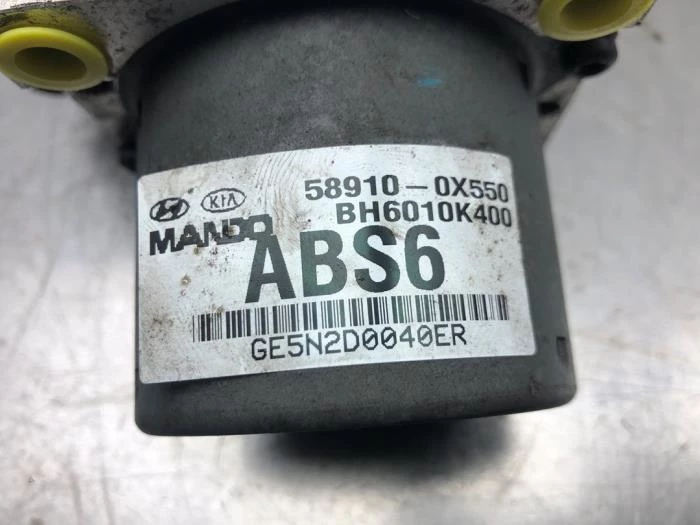 KIA 58910-0X550
MANDO BH6010K400
ABS6
GE5N2D0040ER